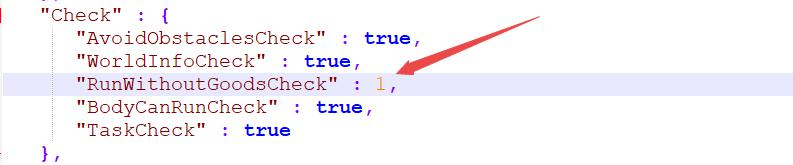 "Check" : {
"AvoidObstaclesCheck" : true,
"WorldInfoCheck" : true,
"RunWithoutGoodsCheck" : 1,
"BodyCanRunCheck" : true,
"TaskCheck" : true
},